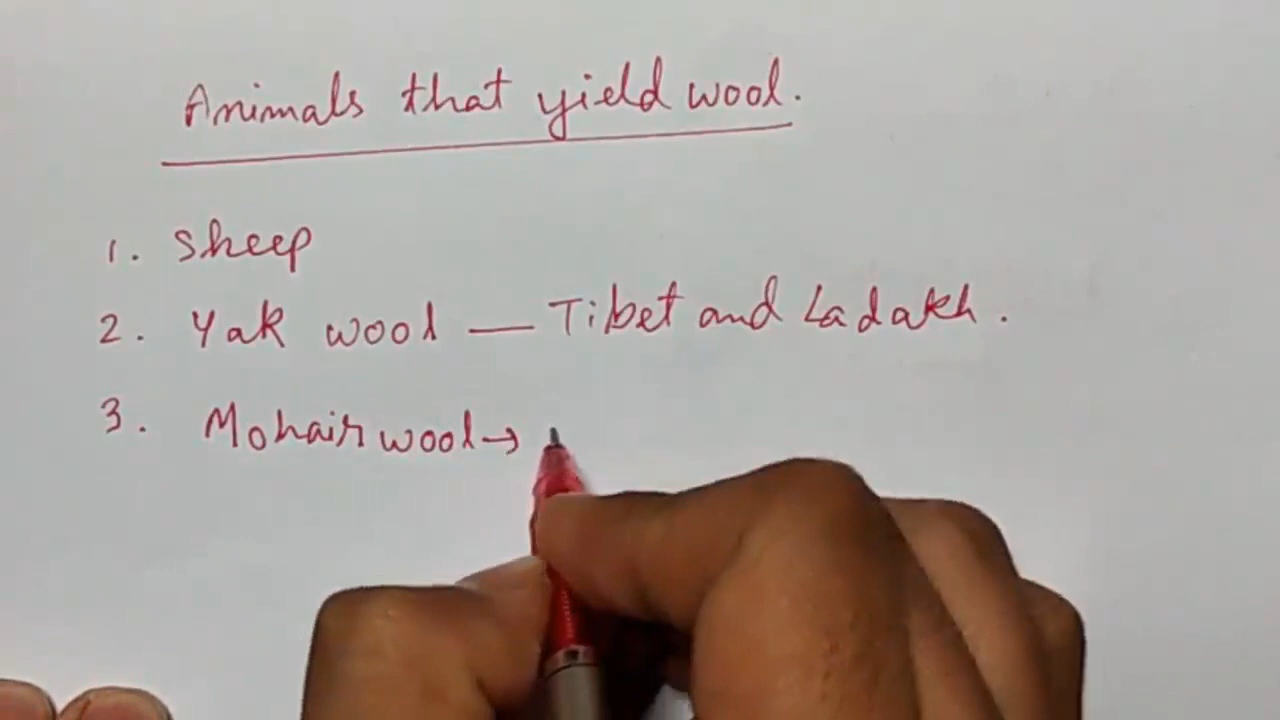 Animals that yield wool.
1. Sheep
2. Yak wool — Tibet and Ladakh.
3. Mohair wool →